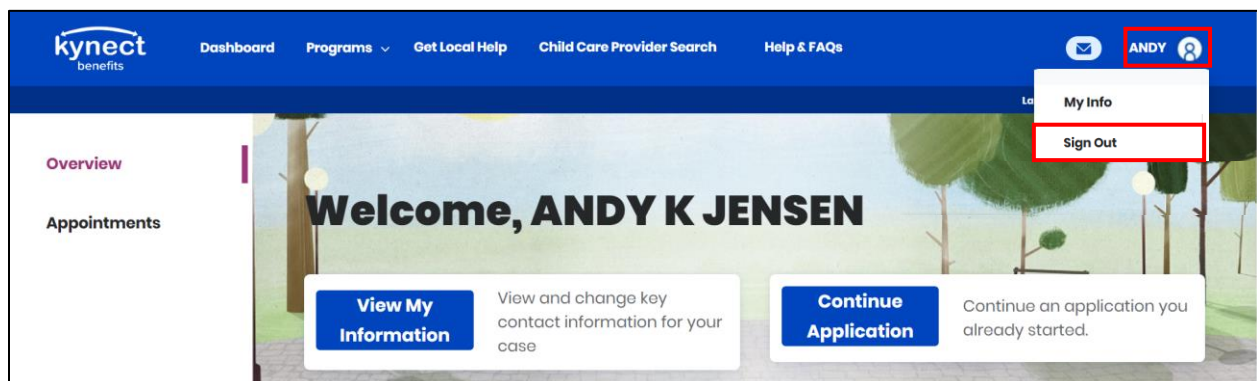 kynect
benefits
Dashboard
Programs
Get Local Help
Child Care Provider Search
Help & FAQs
ANDY
La
My Info
Sign Out
Overview
Appointments
Welcome, ANDY K JENSEN
View My
Information
View and change key
contact information for your
case
Continue
Application
Continue an application you
already started.